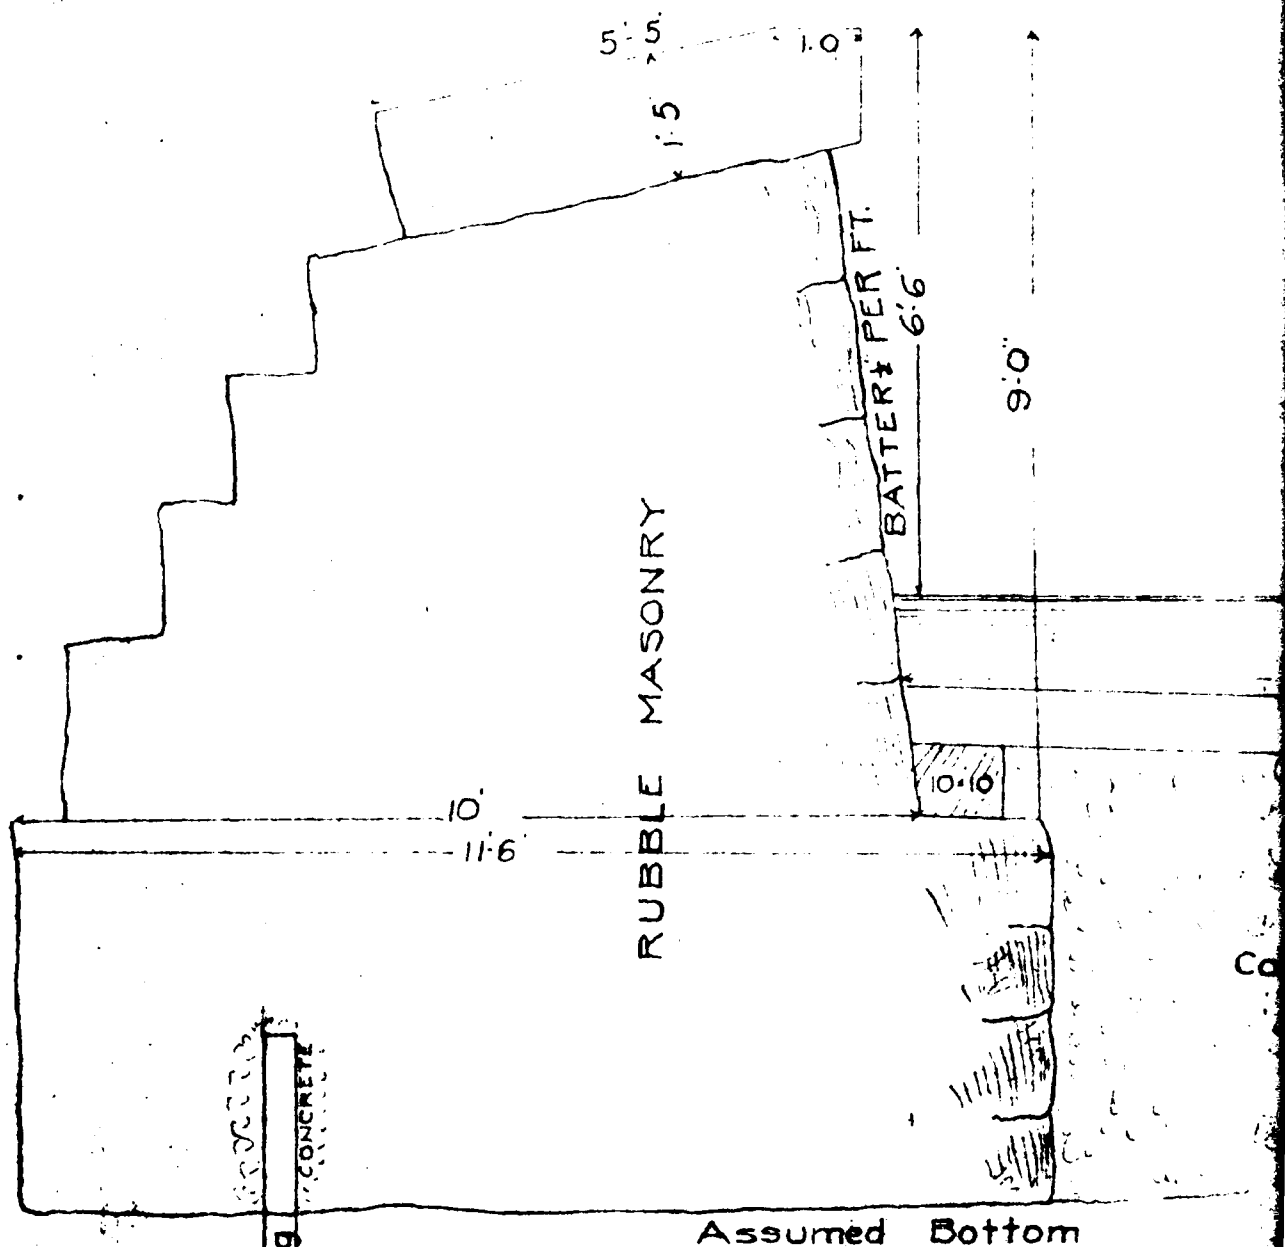 5'5
1.0
1'.5
BATTER ½ PER FT.
6'.6
9'.0"
RUBBLE MASONRY
10'
10.10
11'.6
CONCRETE
Assumed Bottom